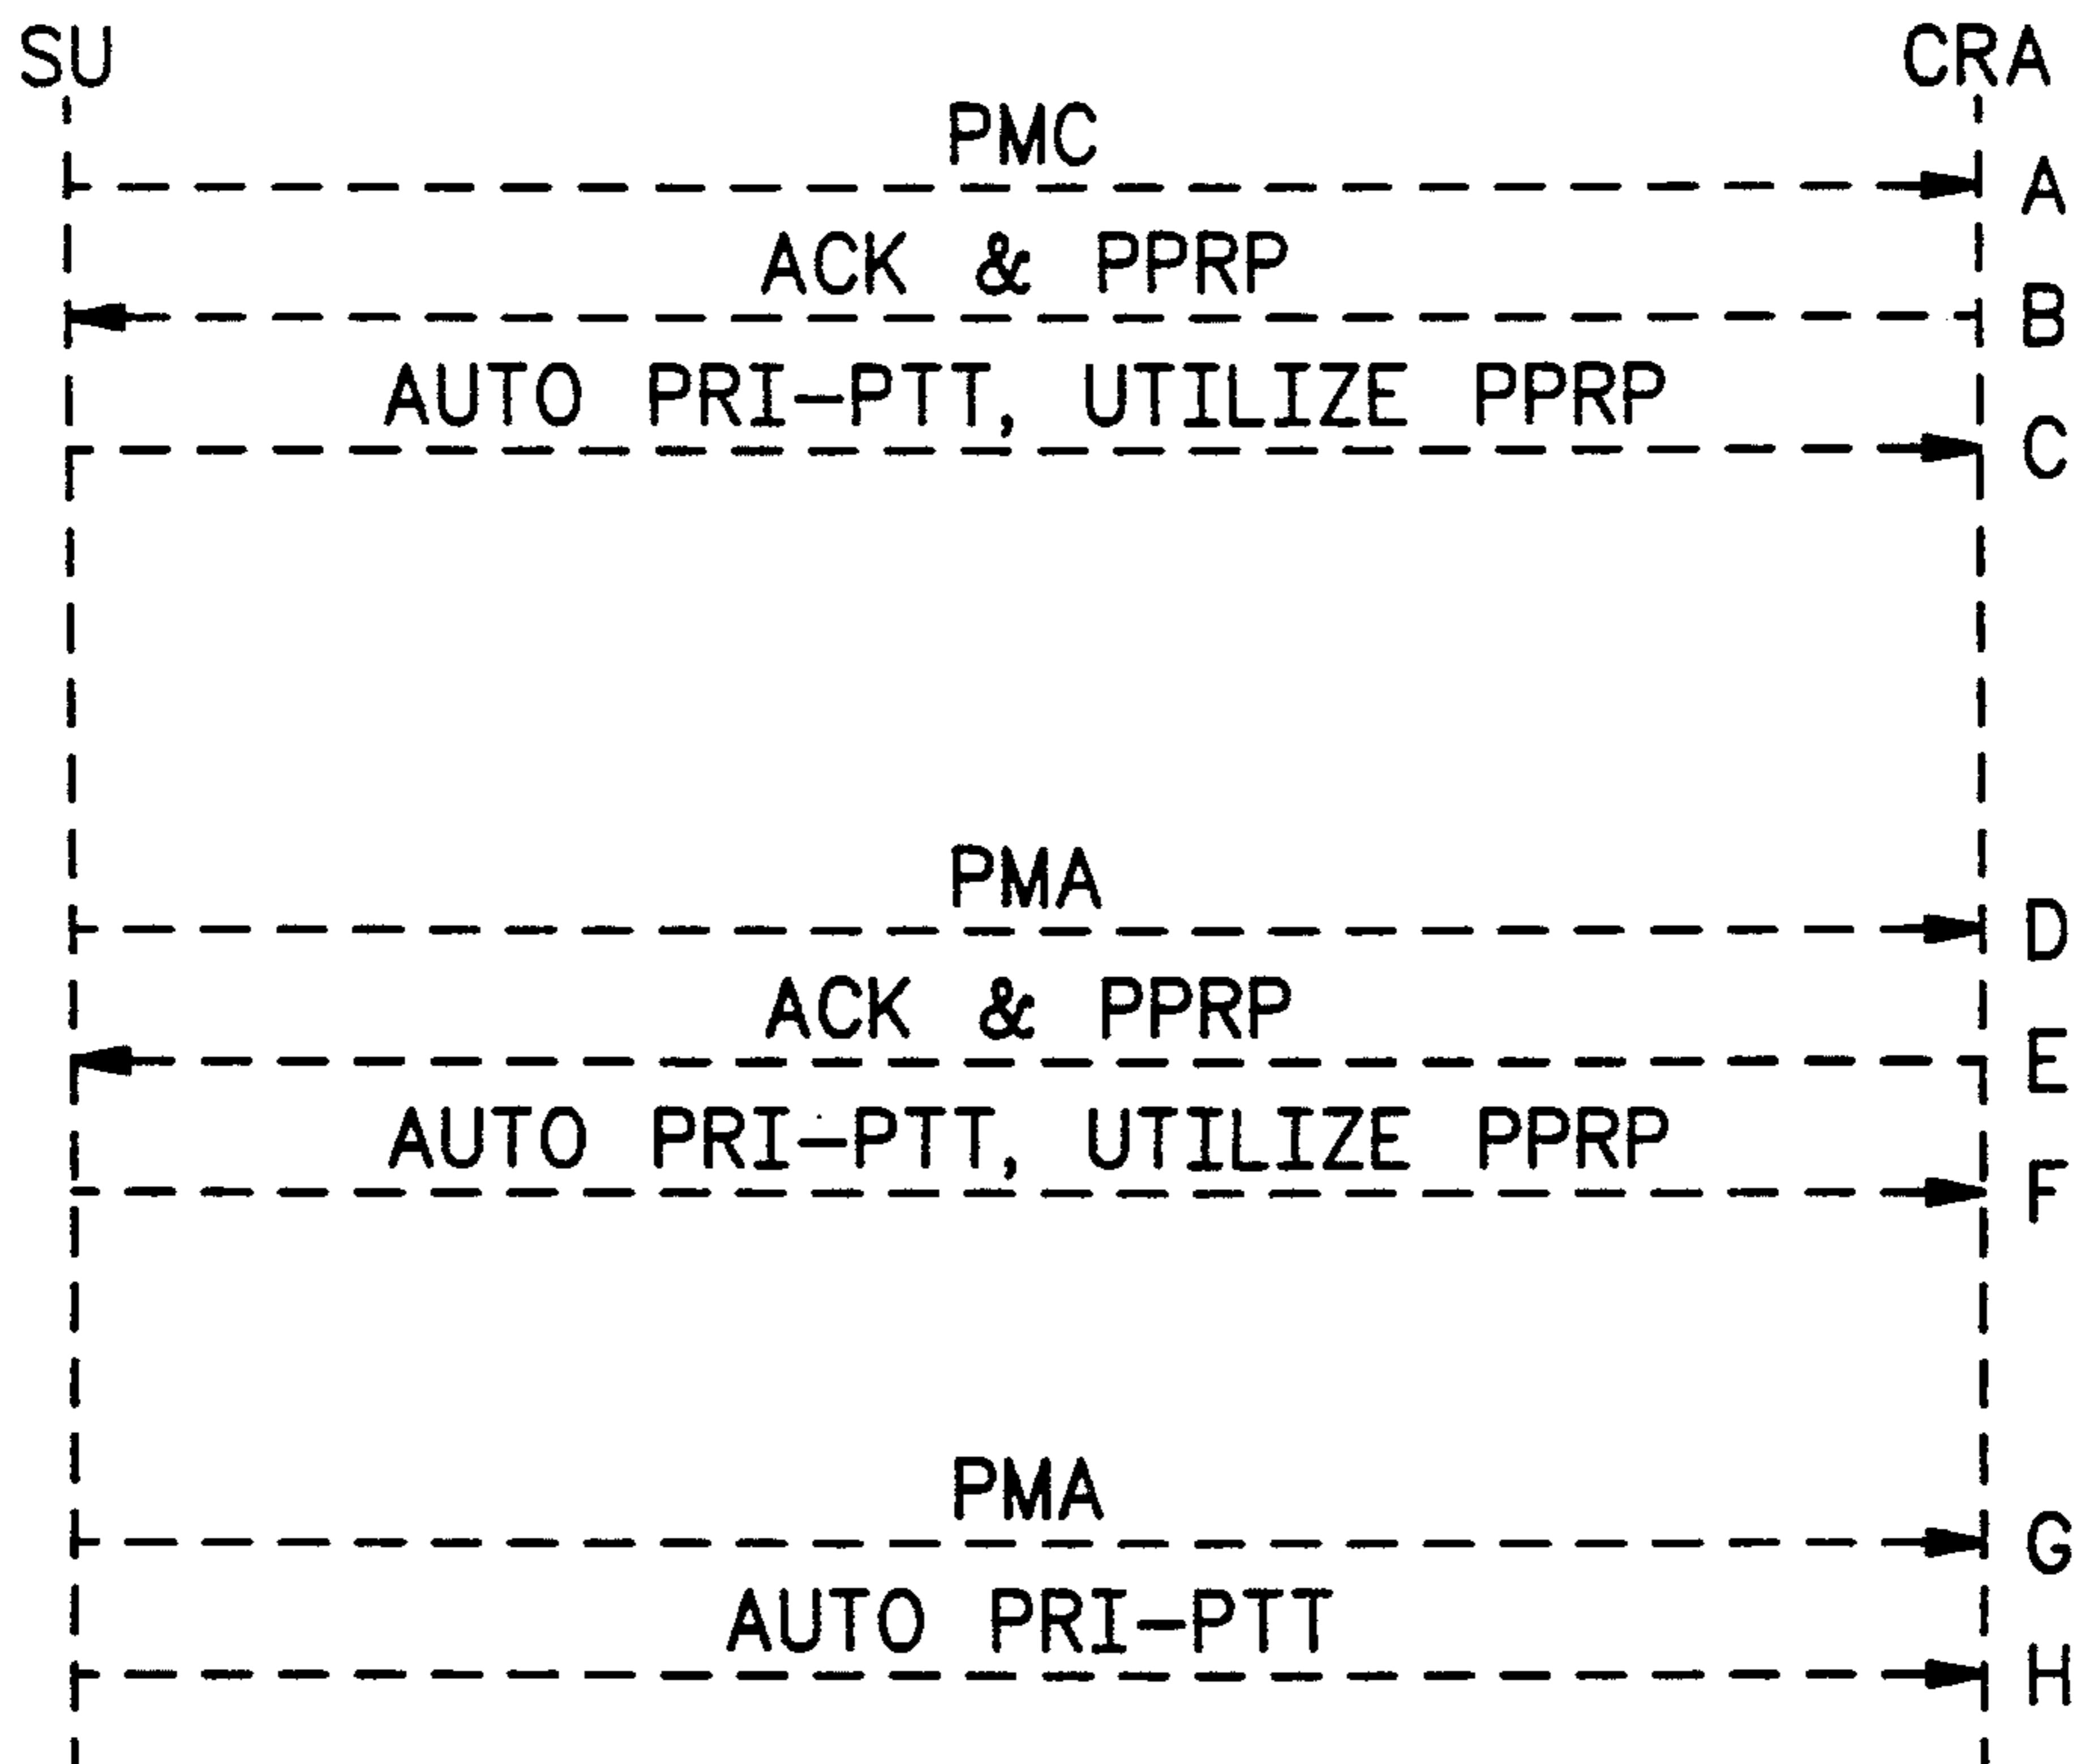 SU CRA
PMC
A
ACK & PPRP
B
AUTO PRI-PTT, UTILIZE PPRP
C
PMA
D
ACK & PPRP
E
AUTO PRI-PTT, UTILIZE PPRP
F
PMA
G
AUTO PRI-PTT
H